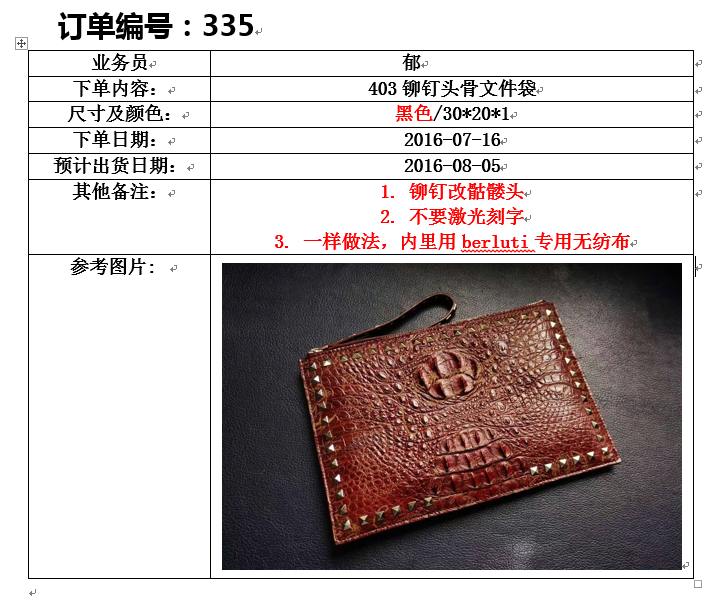 订单编号：335
业务员
郁
下单内容：
403 铆钉头骨文件袋
尺寸及颜色：
黑色/30*20*1
下单日期：
2016-07-16
预计出货日期：
2016-08-05
其他备注：
1. 铆钉改骷髅头
2. 不要激光刻字
3. 一样做法，内里用 berluti 专用无纺布
参考图片: